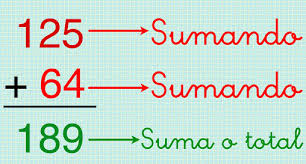 125 → Sumando
+ 64 → Sumando
189 → Suma o total